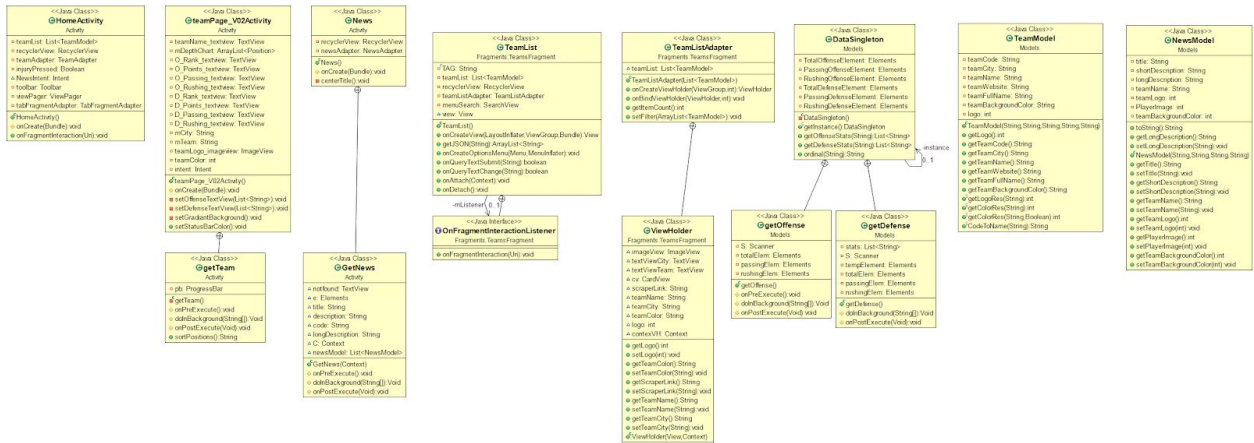 <<Java Class>>
HomeActivity
Activity
teamList: List<TeamModel>
recyclerView: RecyclerView
teamAdapter: TeamAdapter
injuryPressed: Boolean
NewsIntent: Intent
toolbar: Toolbar
viewPager: ViewPager
tabFragmentAdapter: TabFragmentAdapter
HomeActivity()
onCreate(Bundle):void
onFragmentInteraction(Uri):void
<<Java Class>>
teamPage_V02Activity
Activity
teamName_textview: TextView
mDepthChart: ArrayList<Position>
O_Rank_textview: TextView
O_Points_textview: TextView
O_Passing_textview: TextView
O_Rushing_textview: TextView
D_Rank_textview: TextView
D_Points_textview: TextView
D_Passing_textview: TextView
D_Rushing_textview: TextView
mCity: String
mTeam: String
teamLogo_imageview: ImageView
teamColor: int
intent: Intent
teamPage_V02Activity()
onCreate(Bundle):void
setOffenseTextView(List<String>):void
setDefenseTextView(List<String>):void
setGradiantBackground():void
setStatusBarColor():void
<<Java Class>>
getTeam
Activity
pb: ProgressBar
getTeam()
onPreExecute():void
doInBackground(String[]):Void
onPostExecute(Void):void
sortPositions():String
<<Java Class>>
News
Activity
recyclerView: RecyclerView
newsAdapter: NewsAdapter
News()
onCreate(Bundle):void
centerTitle():void
<<Java Class>>
GetNews
Activity
notfound: TextView
e: Elements
title: String
description: String
code: String
longDescription: String
C: Context
newsModel: List<NewsModel>
GetNews(Context)
onPreExecute():void
doInBackground(String[]):Void
onPostExecute(Void):void
<<Java Class>>
TeamList
Fragments.TeamsFragment
TAG: String
teamList: List<TeamModel>
recyclerView: RecyclerView
teamListAdapter: TeamListAdapter
menuSearch: SearchView
view: View
TeamList()
onCreateView(LayoutInflater,ViewGroup,Bundle):View
getJSON(String):ArrayList<String>
onCreateOptionsMenu(Menu,MenuInflater):void
onQueryTextSubmit(String):boolean
onQueryTextChange(String):boolean
onAttach(Context):void
onDetach():void
-mListener
0..1
<<Java Interface>>
OnFragmentInteractionListener
Fragments.TeamsFragment
onFragmentInteraction(Uri):void
<<Java Class>>
TeamListAdapter
Fragments.TeamsFragment
teamList: List<TeamModel>
TeamListAdapter(List<TeamModel>)
onCreateViewHolder(ViewGroup,int):ViewHolder
onBindViewHolder(ViewHolder,int):void
getItemCount():int
setFilter(ArrayList<TeamModel>):void
<<Java Class>>
ViewHolder
Fragments.TeamsFragment
imageView: ImageView
textViewCity: TextView
textViewTeam: TextView
cv: CardView
scraperLink: String
teamName: String
teamCity: String
teamColor: String
logo: int
contexVH: Context
getLogo():int
setLogo(int):void
getTeamColor():String
setTeamColor(String):void
getScraperLink():String
setScraperLink(String):void
getTeamName():String
setTeamName(String):void
getTeamCity():String
setTeamCity(String):void
ViewHolder(View,Context)
<<Java Class>>
DataSingleton
Models
TotalOffenseElement: Elements
PassingOffenseElement: Elements
RushingOffenseElement: Elements
TotalDefenseElement: Elements
PassingDefenseElement: Elements
RushingDefenseElement: Elements
DataSingleton()
getInstance():DataSingleton
getOffenseStats(String):List<String>
getDefenseStats(String):List<String>
ordinal(String):String
-instance
0..1
<<Java Class>>
getOffense
Models
S: Scanner
totalElem: Elements
passingElem: Elements
rushingElem: Elements
getOffense()
onPreExecute():void
doInBackground(String[]):Void
onPostExecute(Void):void
<<Java Class>>
getDefense
Models
stats: List<String>
S: Scanner
tempElement: Elements
totalElem: Elements
passingElem: Elements
rushingElem: Elements
getDefense()
doInBackground(String[]):Void
onPostExecute(Void):void
<<Java Class>>
TeamModel
Models
teamCode: String
teamCity: String
teamName: String
teamWebsite: String
teamFullName: String
teamBackgroundColor: String
logo: int
TeamModel(String,String,String,String,String)
getLogo():int
getTeamCode():String
getTeamCity():String
getTeamName():String
getTeamWebsite():String
getTeamFullName():String
getTeamBackgroundColor():String
getLogoRes(String):int
getColorRes(String):int
getColorRes(String,Boolean):int
CodeToName(String):String
<<Java Class>>
NewsModel
Models
title: String
shortDescription: String
longDescription: String
teamName: String
teamLogo: int
PlayerImage: int
teamBackgroundColor: int
toString():String
getLongDescription():String
setLongDescription(String):void
NewsModel(String,String,String,String)
getTitle():String
setTitle(String):void
getShortDescription():String
setShortDescription(String):void
getTeamName():String
setTeamName(String):void
getTeamLogo():int
setTeamLogo(int):void
getPlayerImage():int
setPlayerImage(int):void
getTeamBackgroundColor():int
setTeamBackgroundColor(int):void